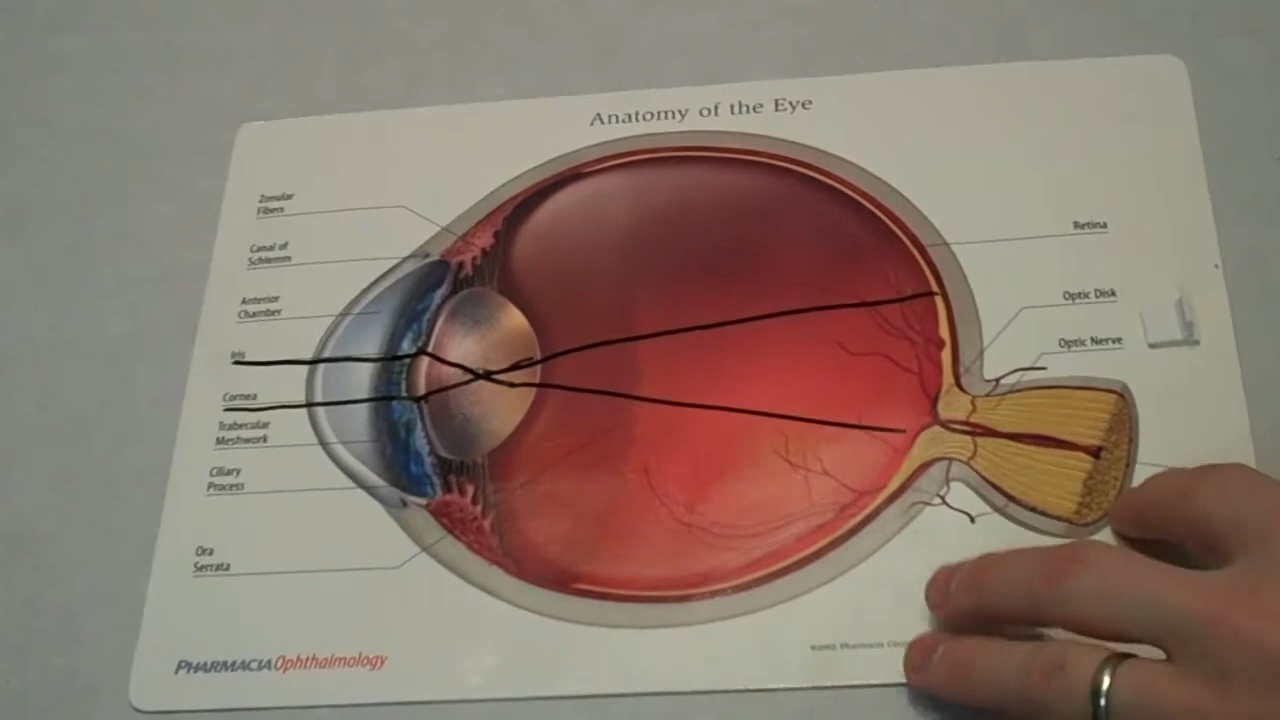 Anatomy of the Eye
Zonular
Fibers
Canal of
Schlemm
Anterior
Chamber
Iris
Cornea
Trabecular
Meshwork
Ciliary
Process
Ora
Serrata
Retina
Optic Disk
Optic Nerve
PHARMACIA Ophthalmology
Pharmacia